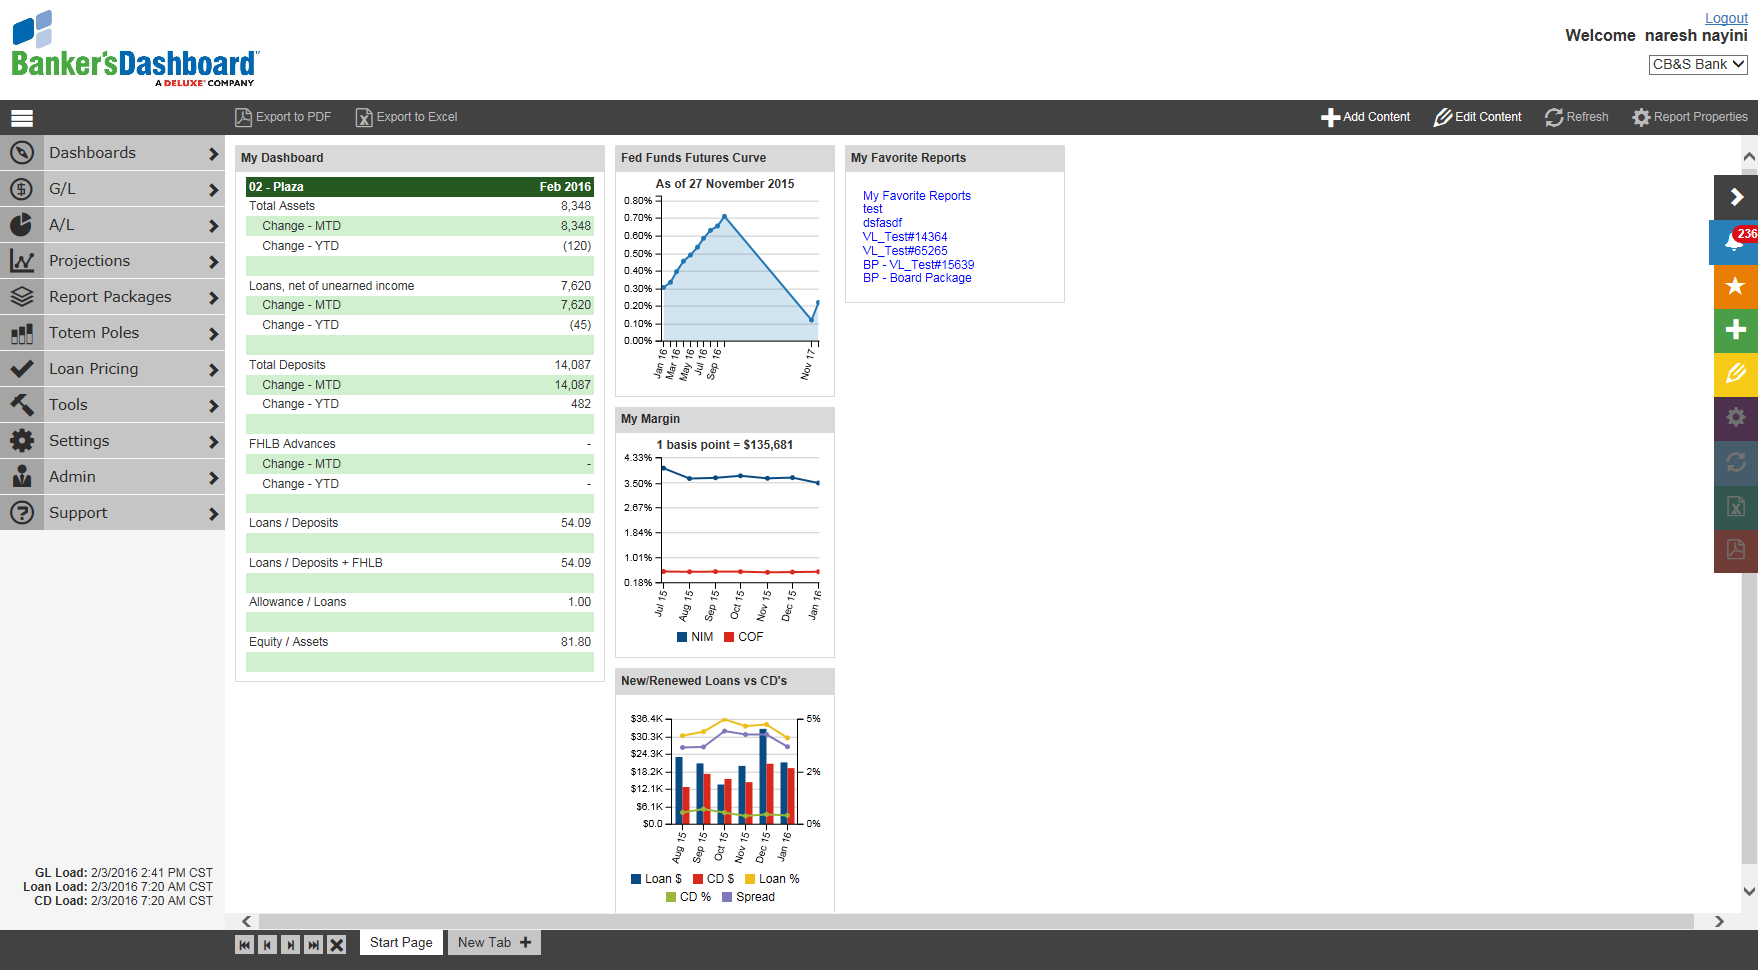 Logout
Welcome naresh nayini
CB&S Bank
Banker'sDashboard
A DELUXE COMPANY
Export to PDF
Export to Excel
Add Content
Edit Content
Refresh
Report Properties
Dashboards
G/L
A/L
Projections
Report Packages
Totem Poles
Loan Pricing
Tools
Settings
Admin
Support
GL Load: 2/3/2016 2:41 PM CST
Loan Load: 2/3/2016 7:20 AM CST
CD Load: 2/3/2016 7:20 AM CST
My Dashboard
02 - Plaza Feb 2016
Total Assets 8,348
Change - MTD 8,348
Change - YTD (120)
Loans, net of unearned income 7,620
Change - MTD 7,620
Change - YTD (45)
Total Deposits 14,087
Change - MTD 14,087
Change - YTD 482
FHLB Advances -
Change - MTD -
Change - YTD -
Loans / Deposits 54.09
Loans / Deposits + FHLB 54.09
Allowance / Loans 1.00
Equity / Assets 81.80
Fed Funds Futures Curve
As of 27 November 2015
0.80%
0.70%
0.60%
0.50%
0.40%
0.30%
0.20%
0.10%
0.00%
Jan 16
Mar 16
May 16
Jul 16
Sep 16
Nov 17
My Margin
1 basis point = $135,681
4.33%
3.50%
2.67%
1.84%
1.01%
0.18%
Jul 15
Aug 15
Sep 15
Oct 15
Nov 15
Dec 15
Jan 16
NIM COF
New/Renewed Loans vs CD's
$36.4K
$30.3K
$24.3K
$18.2K
$12.1K
$6.1K
$0.0
5%
2%
0%
Aug 15
Sep 15
Oct 15
Nov 15
Dec 15
Jan 16
Loan $ CD $ Loan %
CD % Spread
My Favorite Reports
My Favorite Reports
test
dsfasdf
VL_Test#14364
VL_Test#65265
BP - VL_Test#15639
BP - Board Package
236
Start Page
New Tab